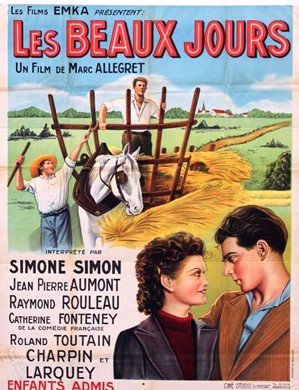 LES FILMS EMKA PRÉSENTENT:
LES BEAUX JOURS
UN FILM DE MARC ALLEGRET
INTERPRÉTÉ PAR
SIMONE SIMON
JEAN PIERRE AUMONT
RAYMOND ROULEAU
CATHERINE FONTENEY
DE LA COMÉDIE FRANÇAISE
ROLAND TOUTAIN
CHARPIN ET
LARQUEY
ENFANTS ADMIS
CINÉ STUDIO